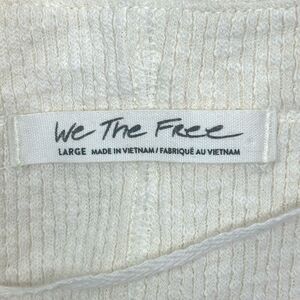 We The Free
LARGE MADE IN VIETNAM / FABRIQUÉ AU VIETNAM